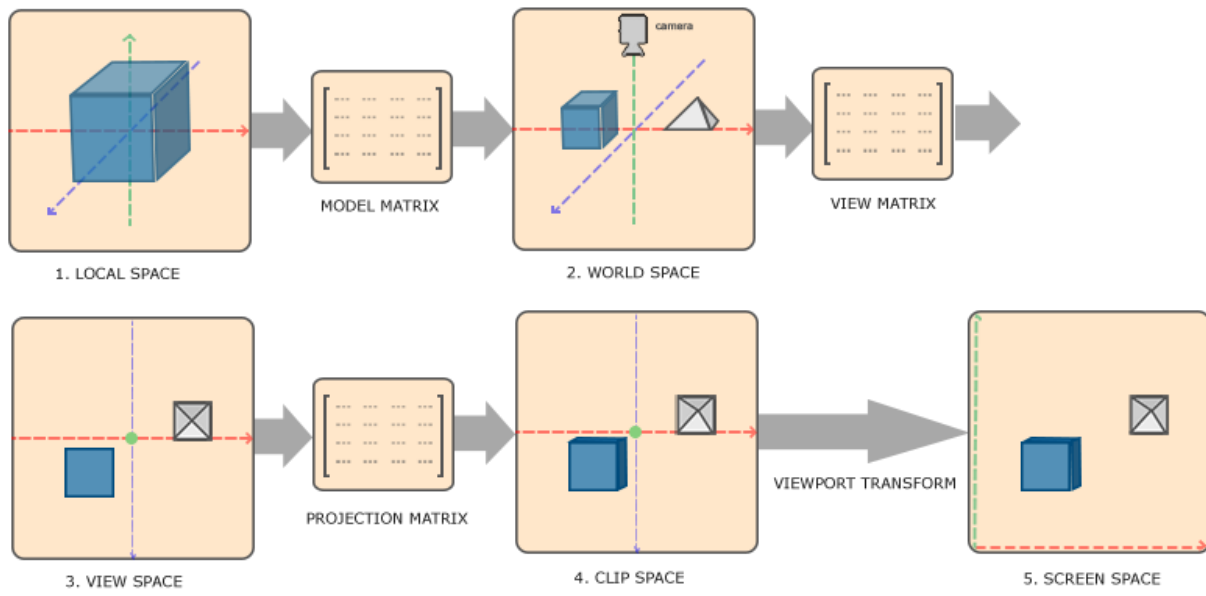 camera
MODEL MATRIX
VIEW MATRIX
1. LOCAL SPACE
2. WORLD SPACE
VIEWPORT TRANSFORM
PROJECTION MATRIX
3. VIEW SPACE
4. CLIP SPACE
5. SCREEN SPACE